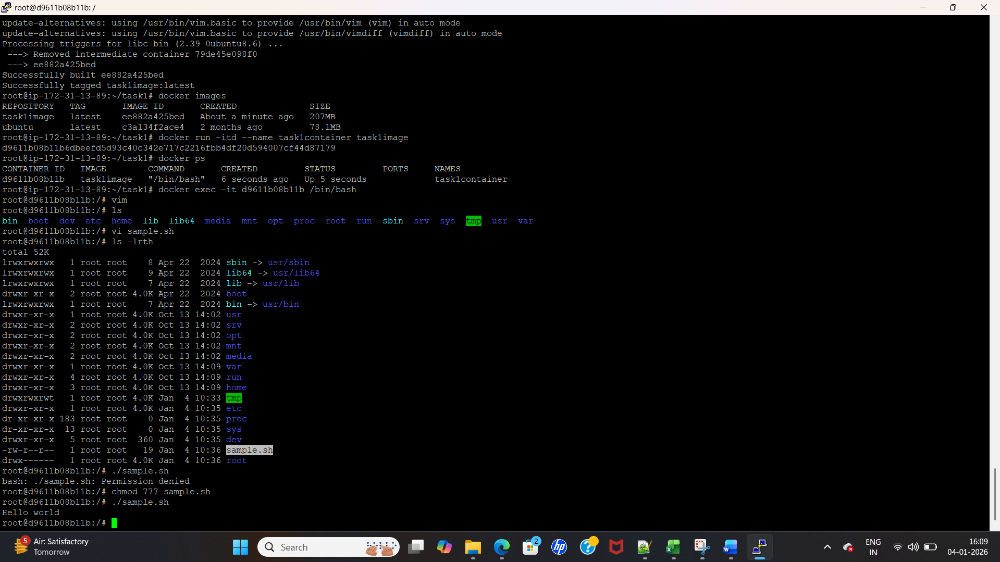 root@d9611b08b11b: /
update-alternatives: using /usr/bin/vim.basic to provide /usr/bin/vim (vim) in auto mode
update-alternatives: using /usr/bin/vim.basic to provide /usr/bin/vimdiff (vimdiff) in auto mode
Processing triggers for libc-bin (2.39-0ubuntu8.6) ...
 ---> Removed intermediate container 79de45e098f0
 ---> ee882a425bed
Successfully built ee882a425bed
Successfully tagged task1image:latest
root@ip-172-31-13-89:~/task1# docker images
REPOSITORY   TAG       IMAGE ID       CREATED              SIZE
task1image   latest    ee882a425bed   About a minute ago   207MB
ubuntu       latest    c3a134f2ace4   2 months ago         78.1MB
root@ip-172-31-13-89:~/task1# docker run -itd --name task1container task1image
d9611b08b11b6dbeefd5d93c40c342e717c2216fbb4df20d594007cf44d87179
root@ip-172-31-13-89:~/task1# docker ps
CONTAINER ID   IMAGE        COMMAND       CREATED         STATUS         PORTS     NAMES
d9611b08b11b   task1image   "/bin/bash"   6 seconds ago   Up 5 seconds             task1container
root@ip-172-31-13-89:~/task1# docker exec -it d9611b08b11b /bin/bash
root@d9611b08b11b:/# vim
root@d9611b08b11b:/# ls
bin  boot  dev  etc  home  lib  lib64  media  mnt  opt  proc  root  run  sbin  srv  sys  tmp  usr  var
root@d9611b08b11b:/# vi sample.sh
root@d9611b08b11b:/# ls -lrth
total 52K
lrwxrwxrwx   1 root root    8 Apr 22  2024 sbin -> usr/sbin
lrwxrwxrwx   1 root root    9 Apr 22  2024 lib64 -> usr/lib64
lrwxrwxrwx   1 root root    7 Apr 22  2024 lib -> usr/lib
drwxr-xr-x   2 root root 4.0K Apr 22  2024 boot
lrwxrwxrwx   1 root root    7 Apr 22  2024 bin -> usr/bin
drwxr-xr-x   1 root root 4.0K Oct 13 14:02 usr
drwxr-xr-x   2 root root 4.0K Oct 13 14:02 srv
drwxr-xr-x   2 root root 4.0K Oct 13 14:02 opt
drwxr-xr-x   2 root root 4.0K Oct 13 14:02 mnt
drwxr-xr-x   2 root root 4.0K Oct 13 14:02 media
drwxr-xr-x   1 root root 4.0K Oct 13 14:09 var
drwxr-xr-x   4 root root 4.0K Oct 13 14:09 run
drwxr-xr-x   3 root root 4.0K Oct 13 14:09 home
drwxrwxrwt   1 root root 4.0K Jan  4 10:33 tmp
drwxr-xr-x   1 root root 4.0K Jan  4 10:35 etc
dr-xr-xr-x 183 root root    0 Jan  4 10:35 proc
dr-xr-xr-x  13 root root    0 Jan  4 10:35 sys
drwxr-xr-x   5 root root  360 Jan  4 10:35 dev
-rw-r--r--   1 root root   19 Jan  4 10:36 sample.sh
drwx------   1 root root 4.0K Jan  4 10:36 root
root@d9611b08b11b:/# ./sample.sh
bash: ./sample.sh: Permission denied
root@d9611b08b11b:/# chmod 777 sample.sh
root@d9611b08b11b:/# ./sample.sh
Hello world
root@d9611b08b11b:/#
5
Air: Satisfactory
Tomorrow
Search
2
hp
?
X
W
ENG
IN
16:09
04-01-2026